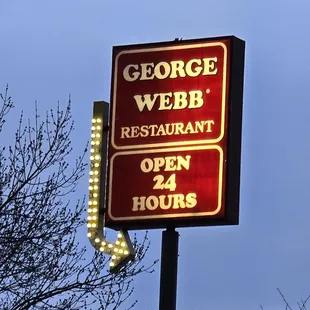 GEORGE
WEBB
RESTAURANT
OPEN
24
HOURS